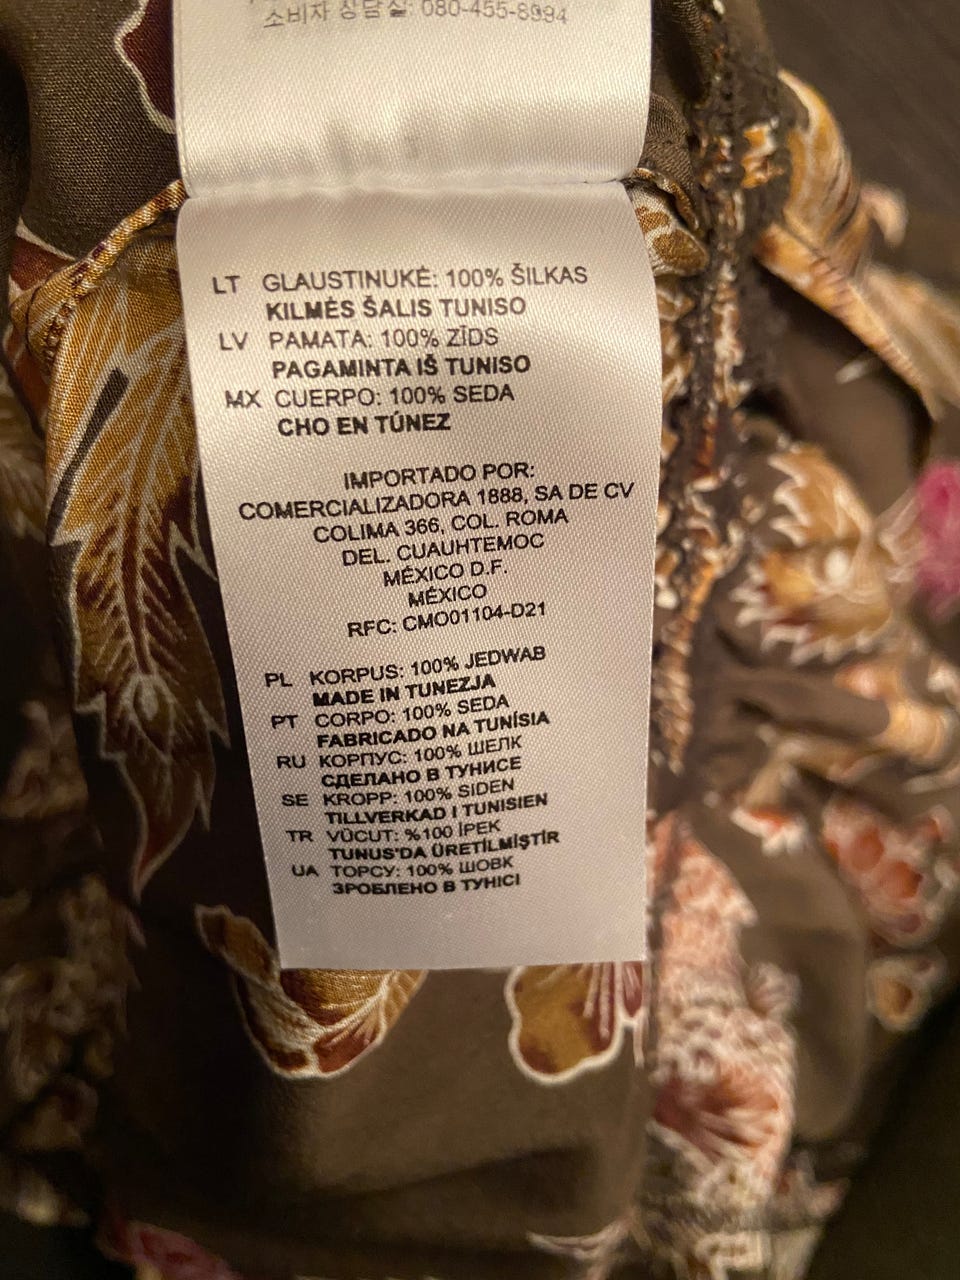 소비자 상담실: 080-455-6994
LT GLAUSTINUKĖ: 100% ŠILKAS
KILMĖS ŠALIS TUNISO
LV PAMATA: 100% ZĪDS
PAGAMINTA IŠ TUNISO
MX CUERPO: 100% SEDA
CHO EN TÚNEZ
IMPORTADO POR:
COMERCIALIZADORA 1888, SA DE CV
COLIMA 366, COL. ROMA
DEL. CUAUHTEMOC
MÉXICO D.F.
MÉXICO
RFC: CMO01104-D21
PL KORPUS: 100% JEDWAB
MADE IN TUNEZJA
PT CORPO: 100% SEDA
FABRICADO NA TUNÍSIA
RU КОРПУС: 100% ШЕЛК
СДЕЛАНО В ТУНИСЕ
SE KROPP: 100% SIDEN
TILLVERKAD I TUNISIEN
TR VÜCUT: %100 İPEK
TUNUS'DA ÜRETİLMİŞTİR
UA ТОРСУ: 100% ШОВК
ЗРОБЛЕНО В ТУНІСІ